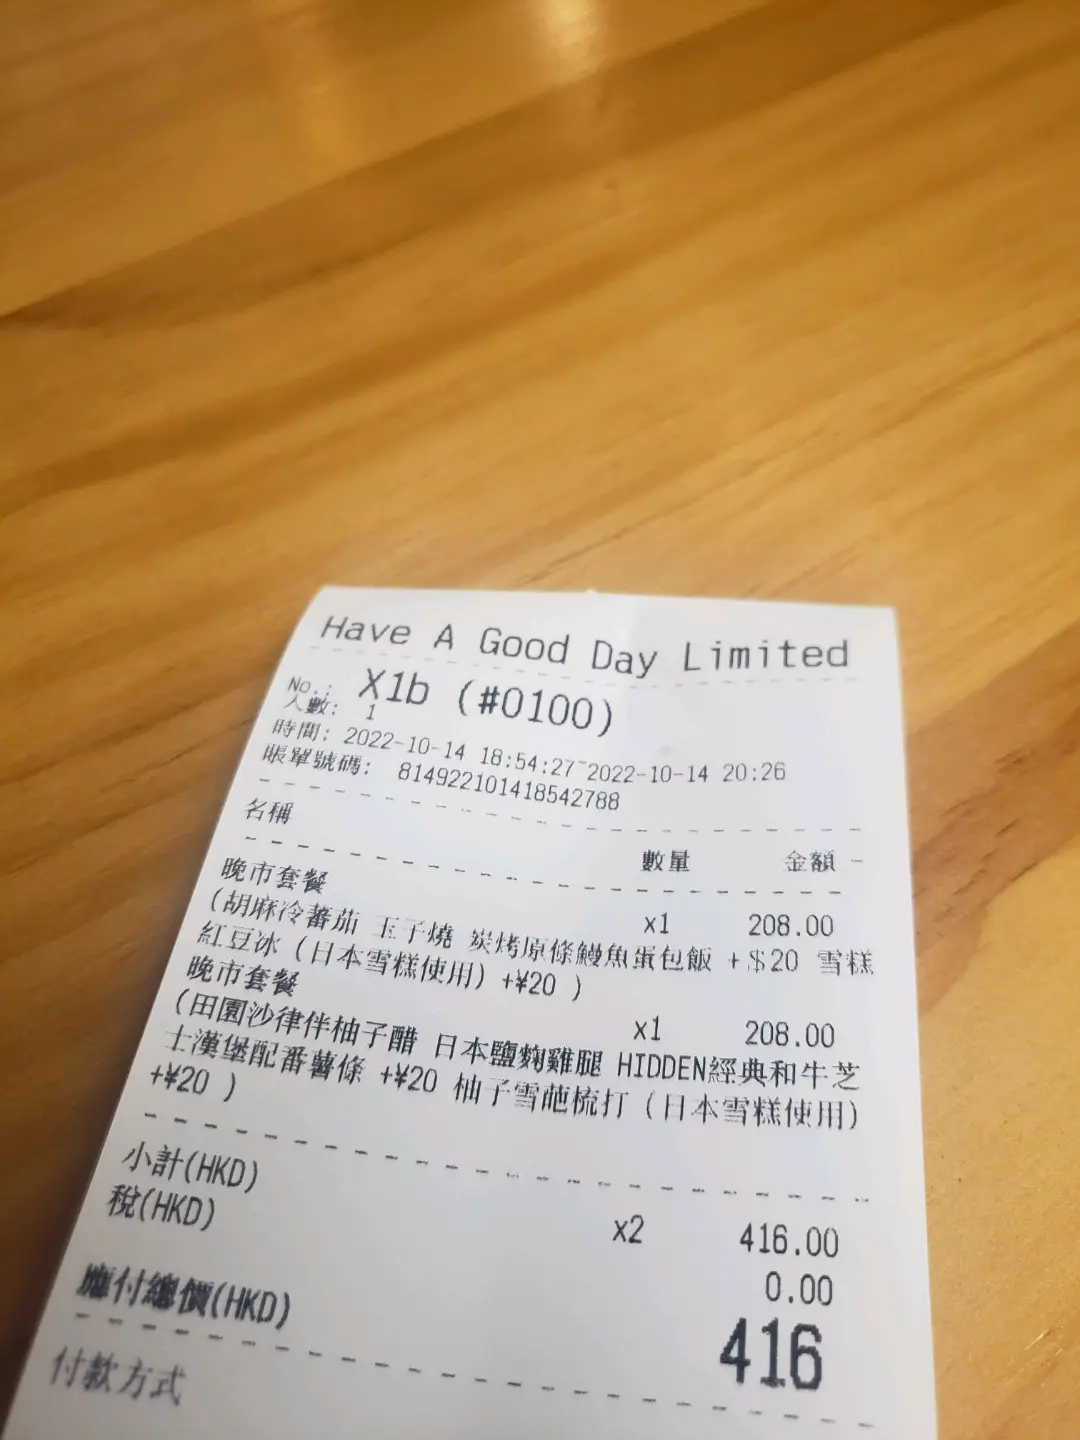 Have A Good Day Limited
No.: X1b (#0100)
人數: 1
時間: 2022-10-14 18:54:27~2022-10-14 20:26
賬單號碼: 814922101418542788
名稱 數量 金額
晚市套餐 x1 208.00
(胡麻冷蕃茄 玉子燒 炭烤原條鰻魚蛋包飯 +$20 雪糕
紅豆冰 (日本雪糕使用) +¥20 )
晚市套餐 x1 208.00
(田園沙律伴柚子醋 日本鹽麴雞腿 HIDDEN經典和牛芝
士漢堡配番薯條 +¥20 柚子雪葩梳打 (日本雪糕使用)
+¥20 )
小計(HKD) x2 416.00
稅(HKD) 0.00
應付總價(HKD) 416
付款方式